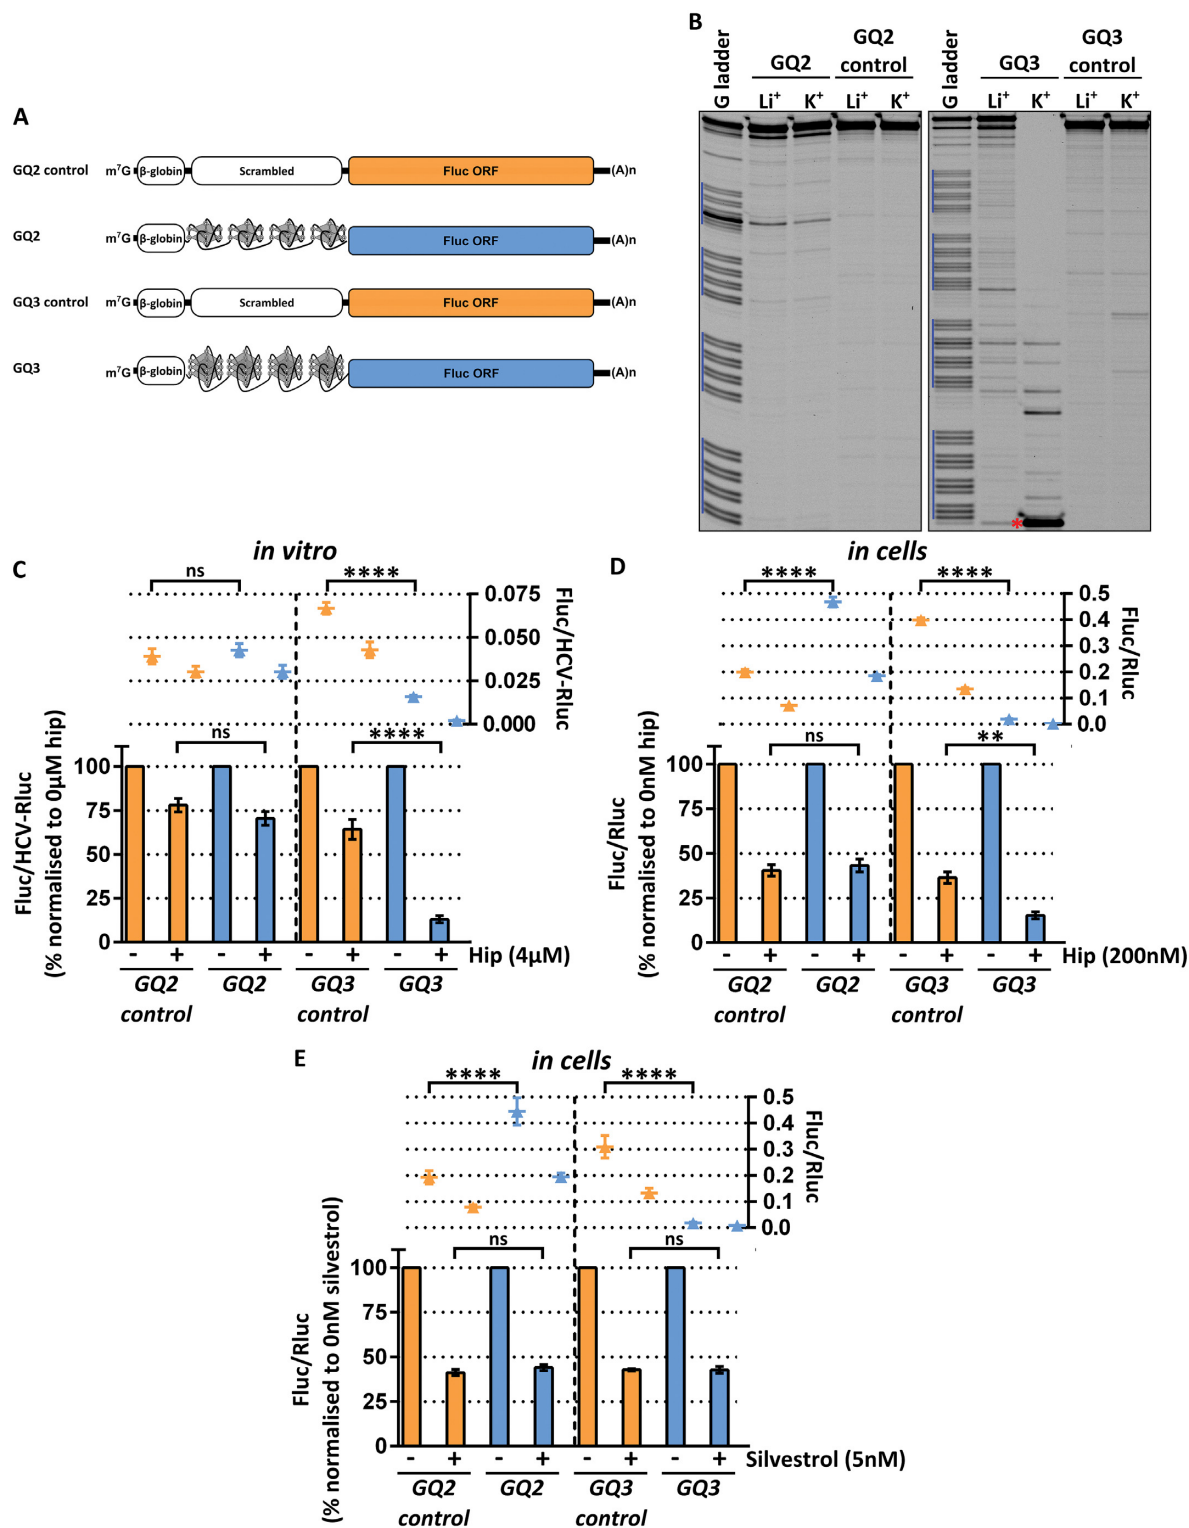 A
GQ2 control
m⁷G
β-globin
Scrambled
Fluc ORF
(A)n
GQ2
m⁷G
β-globin
Fluc ORF
(A)n
GQ3 control
m⁷G
β-globin
Scrambled
Fluc ORF
(A)n
GQ3
m⁷G
β-globin
Fluc ORF
(A)n
B
G ladder
GQ2
GQ2
control
Li⁺ K⁺ Li⁺ K⁺
G ladder
GQ3
GQ3
control
Li⁺ K⁺ Li⁺ K⁺
*
C
in vitro
ns
****
0.075
0.050
0.025
0.000
Fluc/HCV-Rluc
ns
****
100
75
50
25
0
Fluc/HCV-Rluc
(% normalised to 0μM hip)
- + - + - + - + Hip (4μM)
GQ2 GQ2 GQ3 GQ3
control control
D
in cells
****
****
0.5
0.4
0.3
0.2
0.1
0.0
Fluc/Rluc
ns
**
100
75
50
25
0
Fluc/Rluc
(% normalised to 0nM hip)
- + - + - + - + Hip (200nM)
GQ2 GQ2 GQ3 GQ3
control control
E
in cells
****
****
0.5
0.4
0.3
0.2
0.1
0.0
Fluc/Rluc
ns
ns
100
75
50
25
0
Fluc/Rluc
(% normalised to 0nM silvestrol)
- + - + - + - + Silvestrol (5nM)
GQ2 GQ2 GQ3 GQ3
control control